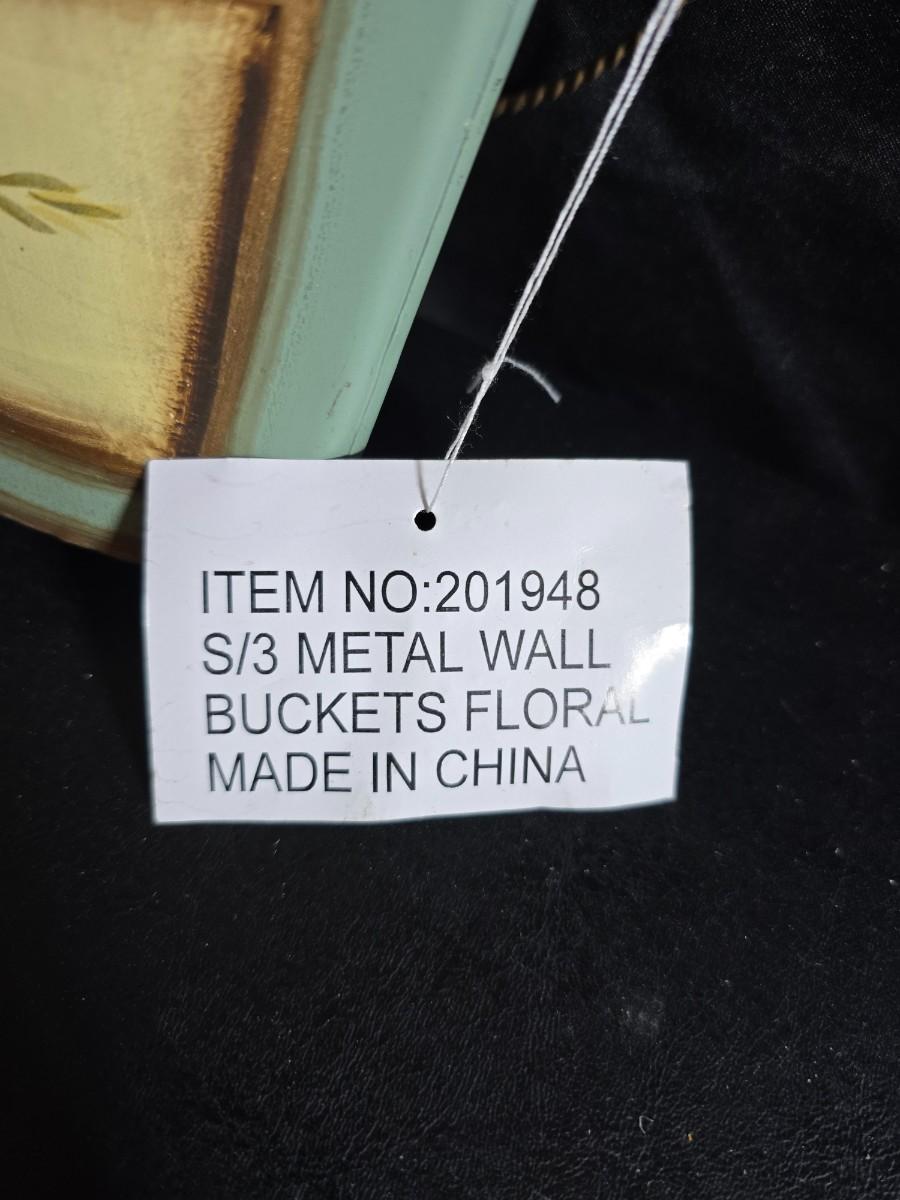 ITEM NO:201948
S/3 METAL WALL
BUCKETS FLORAL
MADE IN CHINA